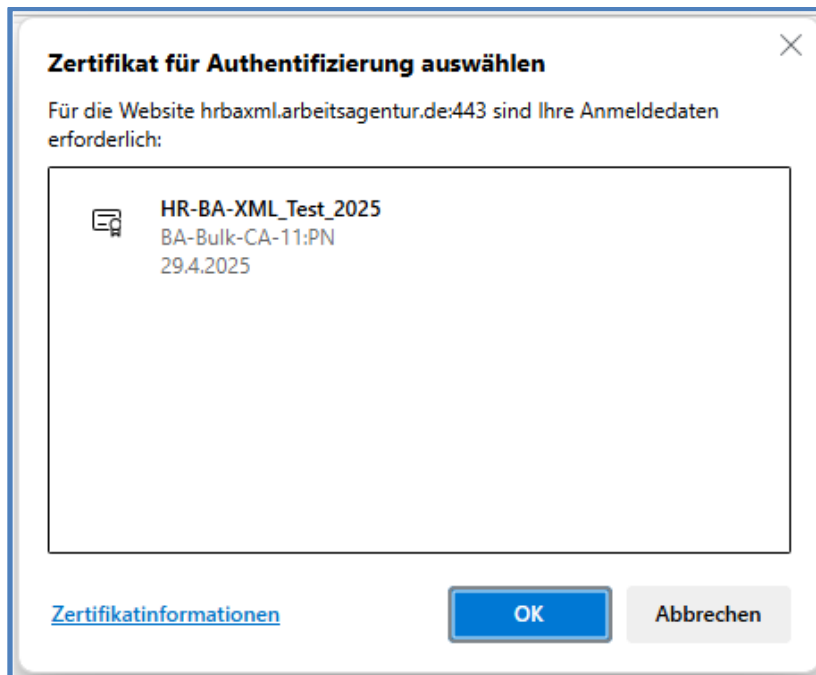 Zertifikat für Authentifizierung auswählen
Für die Website hrbaxml.arbeitsagentur.de:443 sind Ihre Anmeldedaten
erforderlich:
HR-BA-XML_Test_2025
BA-Bulk-CA-11:PN
29.4.2025
Zertifikatinformationen
OK
Abbrechen